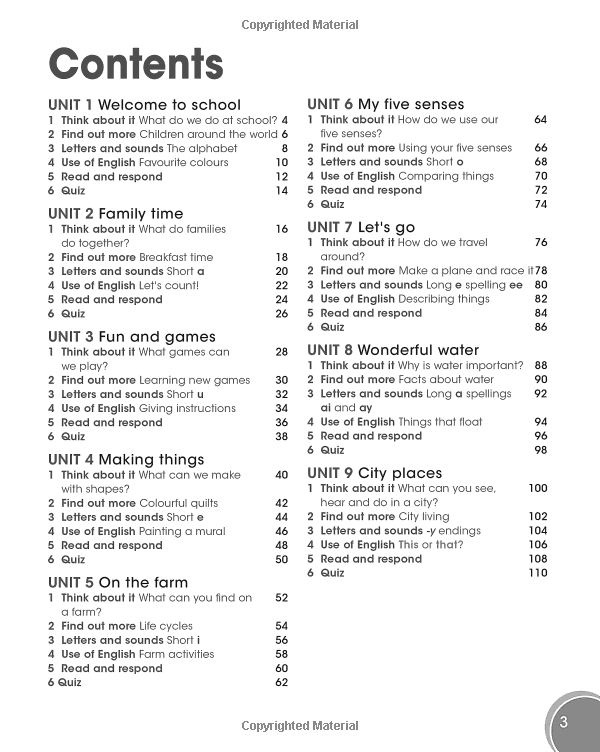 Copyrighted Material
Contents
UNIT 1 Welcome to school
1 Think about it What do we do at school? 4
2 Find out more Children around the world 6
3 Letters and sounds The alphabet 8
4 Use of English Favourite colours 10
5 Read and respond 12
6 Quiz 14
UNIT 2 Family time
1 Think about it What do families 16
do together?
2 Find out more Breakfast time 18
3 Letters and sounds Short a 20
4 Use of English Let's count! 22
5 Read and respond 24
6 Quiz 26
UNIT 3 Fun and games
1 Think about it What games can 28
we play?
2 Find out more Learning new games 30
3 Letters and sounds Short u 32
4 Use of English Giving instructions 34
5 Read and respond 36
6 Quiz 38
UNIT 4 Making things
1 Think about it What can we make 40
with shapes?
2 Find out more Colourful quilts 42
3 Letters and sounds Short e 44
4 Use of English Painting a mural 46
5 Read and respond 48
6 Quiz 50
UNIT 5 On the farm
1 Think about it What can you find on 52
a farm?
2 Find out more Life cycles 54
3 Letters and sounds Short i 56
4 Use of English Farm activities 58
5 Read and respond 60
6 Quiz 62
UNIT 6 My five senses
1 Think about it How do we use our 64
five senses?
2 Find out more Using your five senses 66
3 Letters and sounds Short o 68
4 Use of English Comparing things 70
5 Read and respond 72
6 Quiz 74
UNIT 7 Let's go
1 Think about it How do we travel 76
around?
2 Find out more Make a plane and race it 78
3 Letters and sounds Long e spelling ee 80
4 Use of English Describing things 82
5 Read and respond 84
6 Quiz 86
UNIT 8 Wonderful water
1 Think about it Why is water important? 88
2 Find out more Facts about water 90
3 Letters and sounds Long a spellings 92
ai and ay
4 Use of English Things that float 94
5 Read and respond 96
6 Quiz 98
UNIT 9 City places
1 Think about it What can you see, 100
hear and do in a city?
2 Find out more City living 102
3 Letters and sounds -y endings 104
4 Use of English This or that? 106
5 Read and respond 108
6 Quiz 110
Copyrighted Material
3